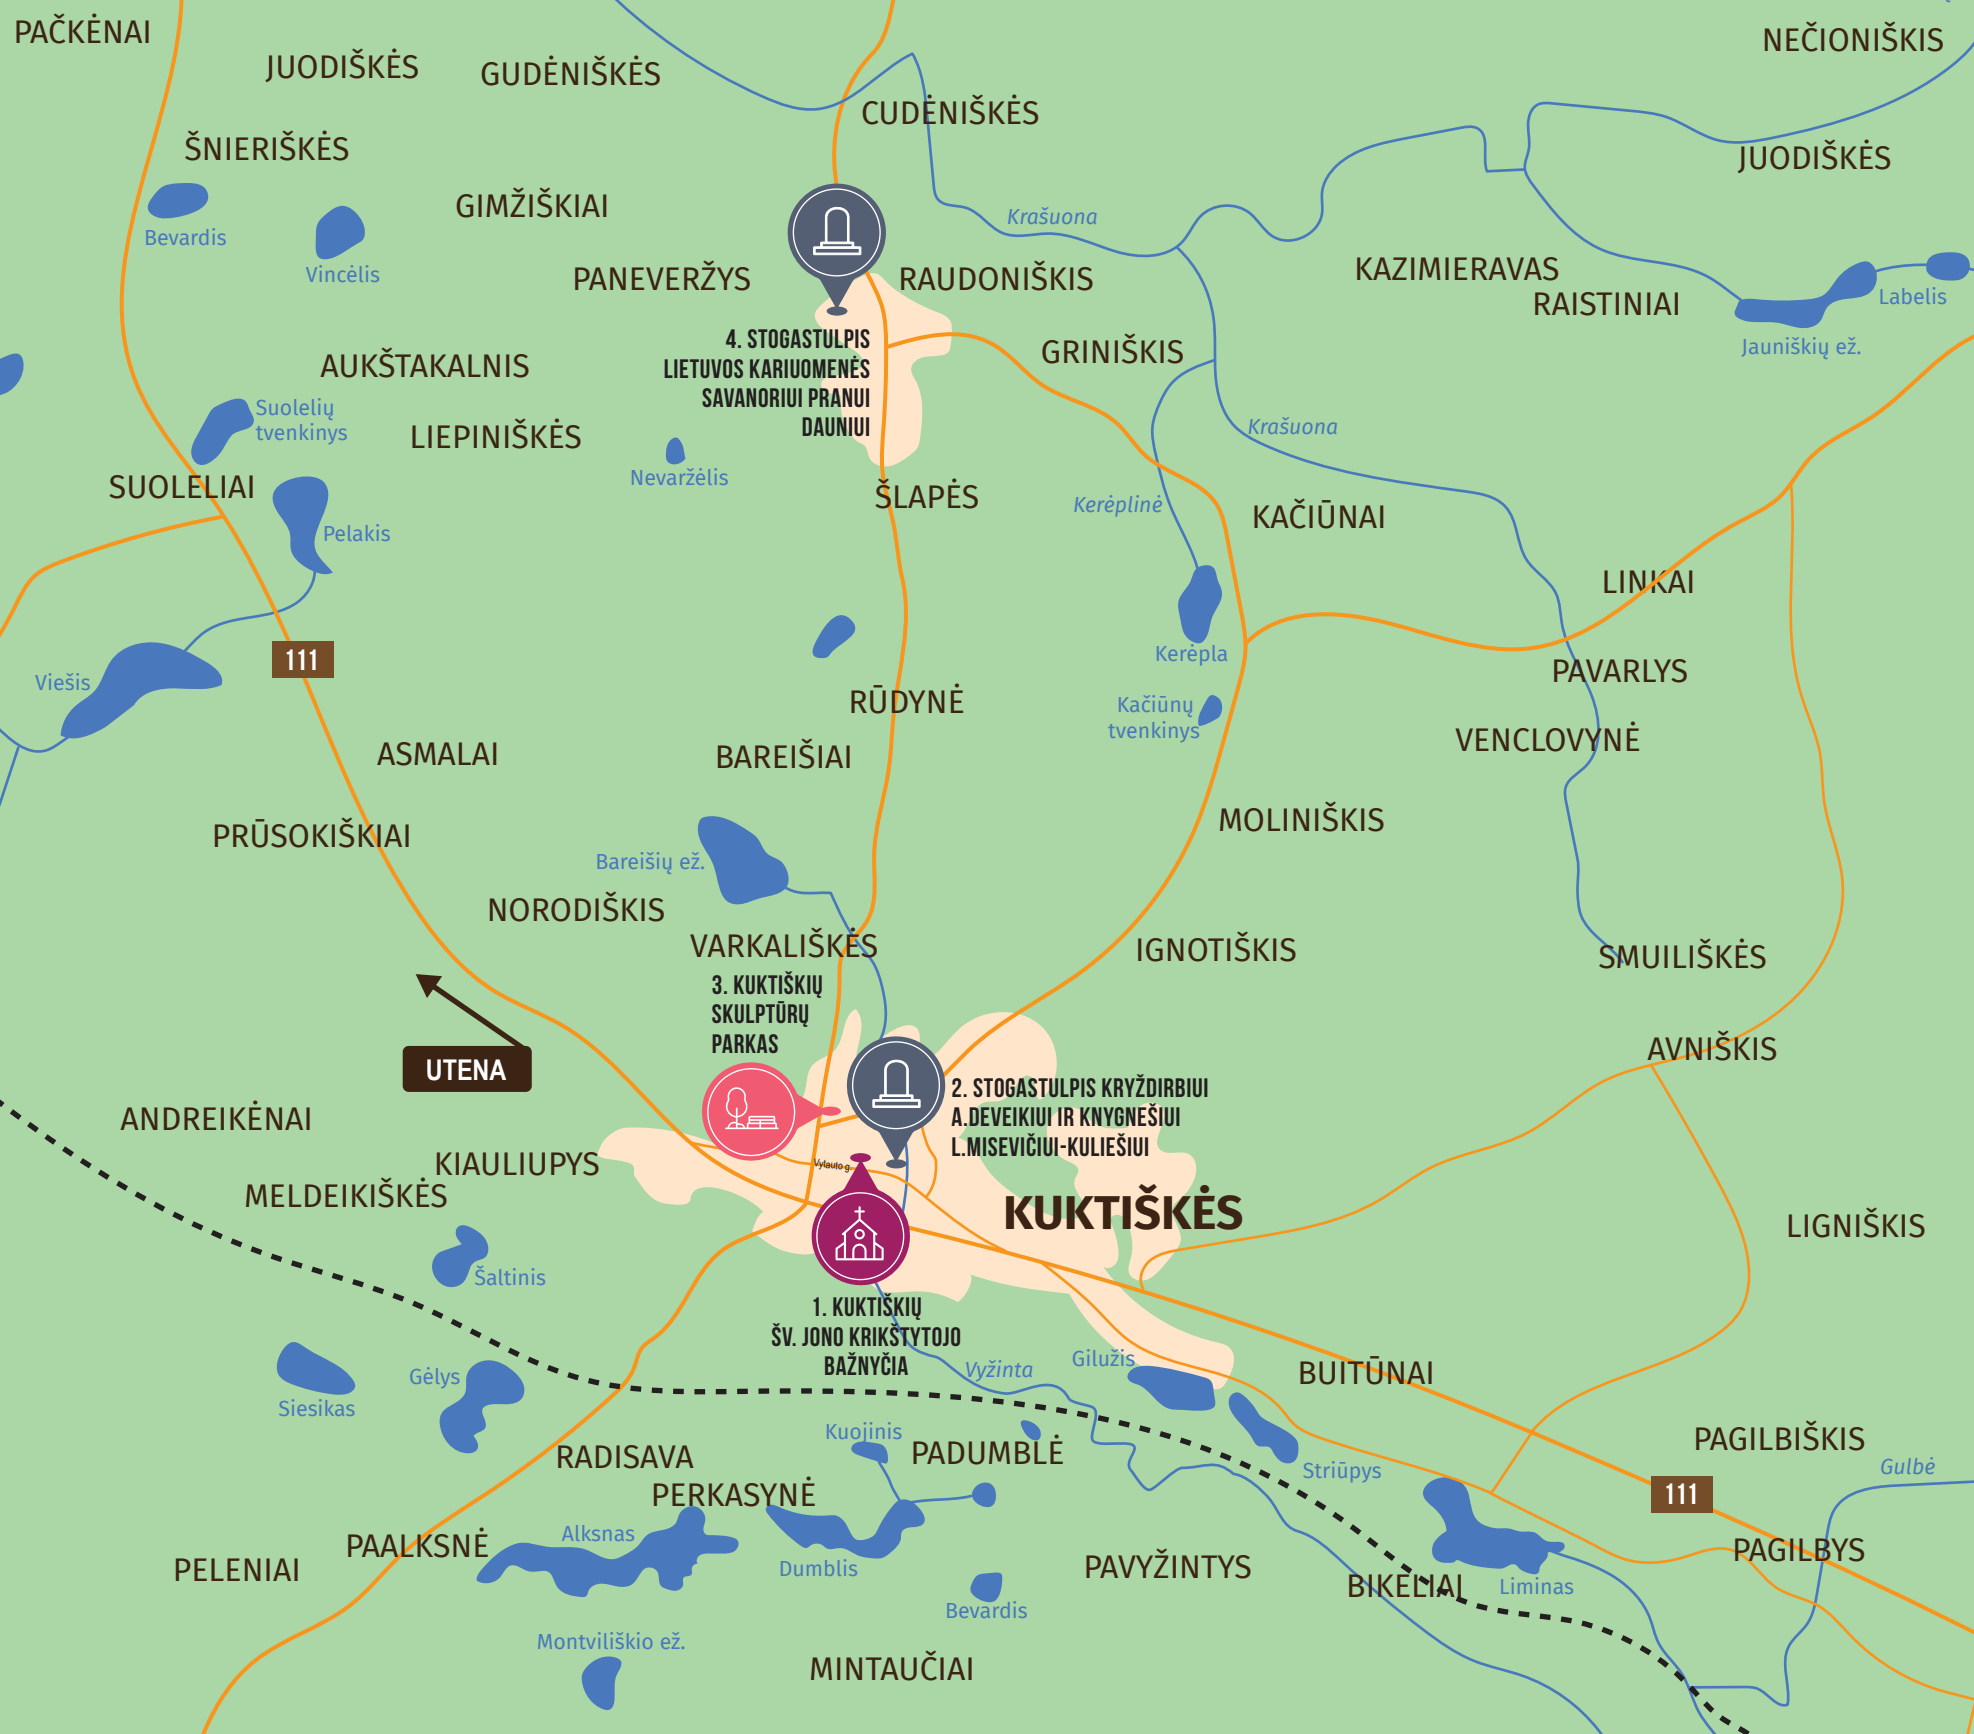 PAČKĖNAI
NEČIONIŠKIS
JUODIŠKĖS
GUDĖNIŠKĖS
CUDĖNIŠKĖS
ŠNIERIŠKĖS
JUODIŠKĖS
GIMŽIŠKIAI
Krašuona
Bevardis
Vincėlis
PANEVERŽYS
RAUDONIŠKIS
KAZIMIERAVAS
RAISTINIAI
Labelis
4. STOGASTULPIS
LIETUVOS KARIUOMENĖS
SAVANORIUI PRANUI
DAUNIUI
GRINIŠKIS
Jauniškių ež.
AUKŠTAKALNIS
Suolelių
tvenkinys
LIEPINIŠKĖS
Krašuona
Nevarželis
SUOLELIAI
ŠLAPĖS
Kerėplinė
KAČIŪNAI
Pelakis
LINKAI
111
Kerėpla
Viešis
PAVARLYS
RŪDYNĖ
Kačiūnų
tvenkinys
ASMALAI
BAREIŠIAI
VENCLOVYNĖ
PRŪSOKIŠKIAI
MOLINIŠKIS
Bareišių ež.
NORODIŠKIS
VARKALIŠKĖS
IGNOTIŠKIS
SMUILIŠKĖS
3. KUKTIŠKIŲ
SKULPTŪRŲ
PARKAS
AVNIŠKIS
UTENA
2. STOGASTULPIS KRYŽDIRBIUI
A.DEVEIKIUI IR KNYGNEŠIUI
L.MISEVIČIUI-KULIEŠIUI
ANDREIKĖNAI
KIAULIUPYS
Vytauto g.
MELDEIKIŠKĖS
KUKTIŠKĖS
LIGNIŠKIS
Šaltinis
1. KUKTIŠKIŲ
ŠV. JONO KRIKŠTYTOJO
BAŽNYČIA
Vyžinta
Gilužis
BUITŪNAI
Gėlys
Siesikas
Kuojinis
PADUMBLĖ
PAGILBIŠKIS
RADISAVA
Striūpys
Gulbė
PERKASYNĖ
111
Alksnas
PAALKSNĖ
PELENIAI
Dumblis
PAVYŽINTYS
PAGILBYS
BIKELIAI
Liminas
Bevardis
Montviliškio ež.
MINTAUČIAI